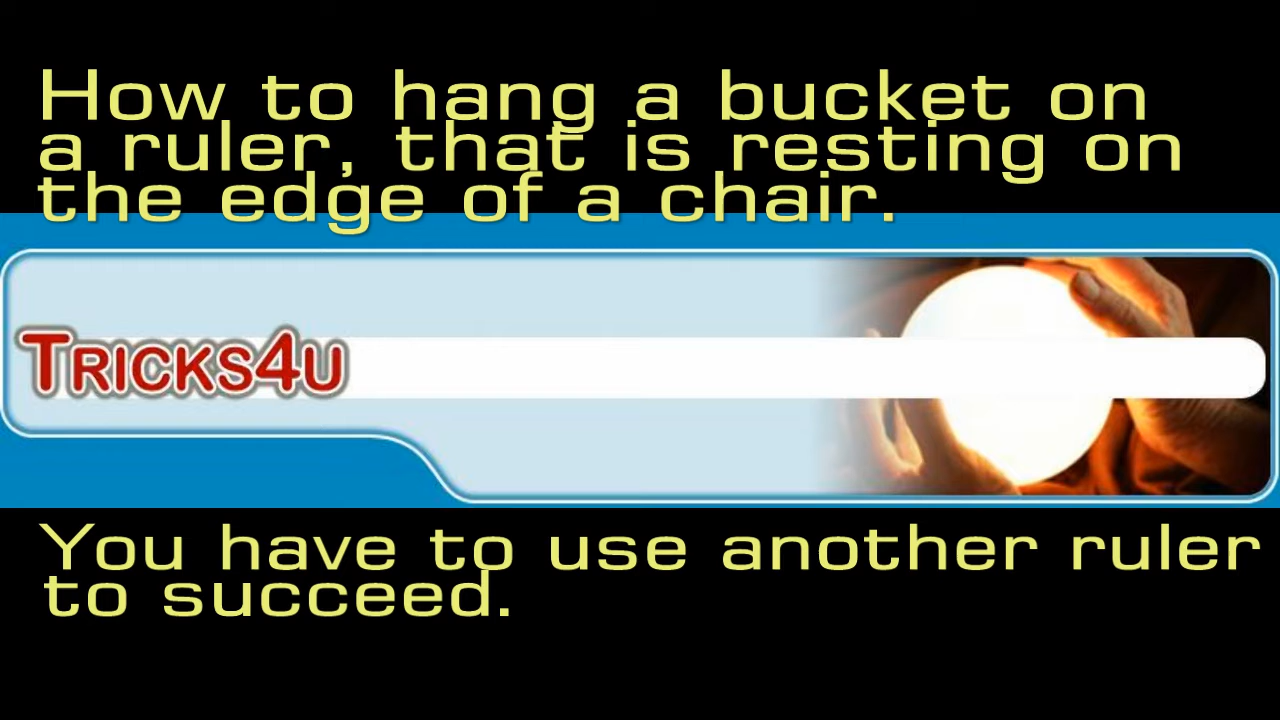 How to hang a bucket on
a ruler, that is resting on
the edge of a chair.
TRICKS4U
You have to use another ruler
to succeed.